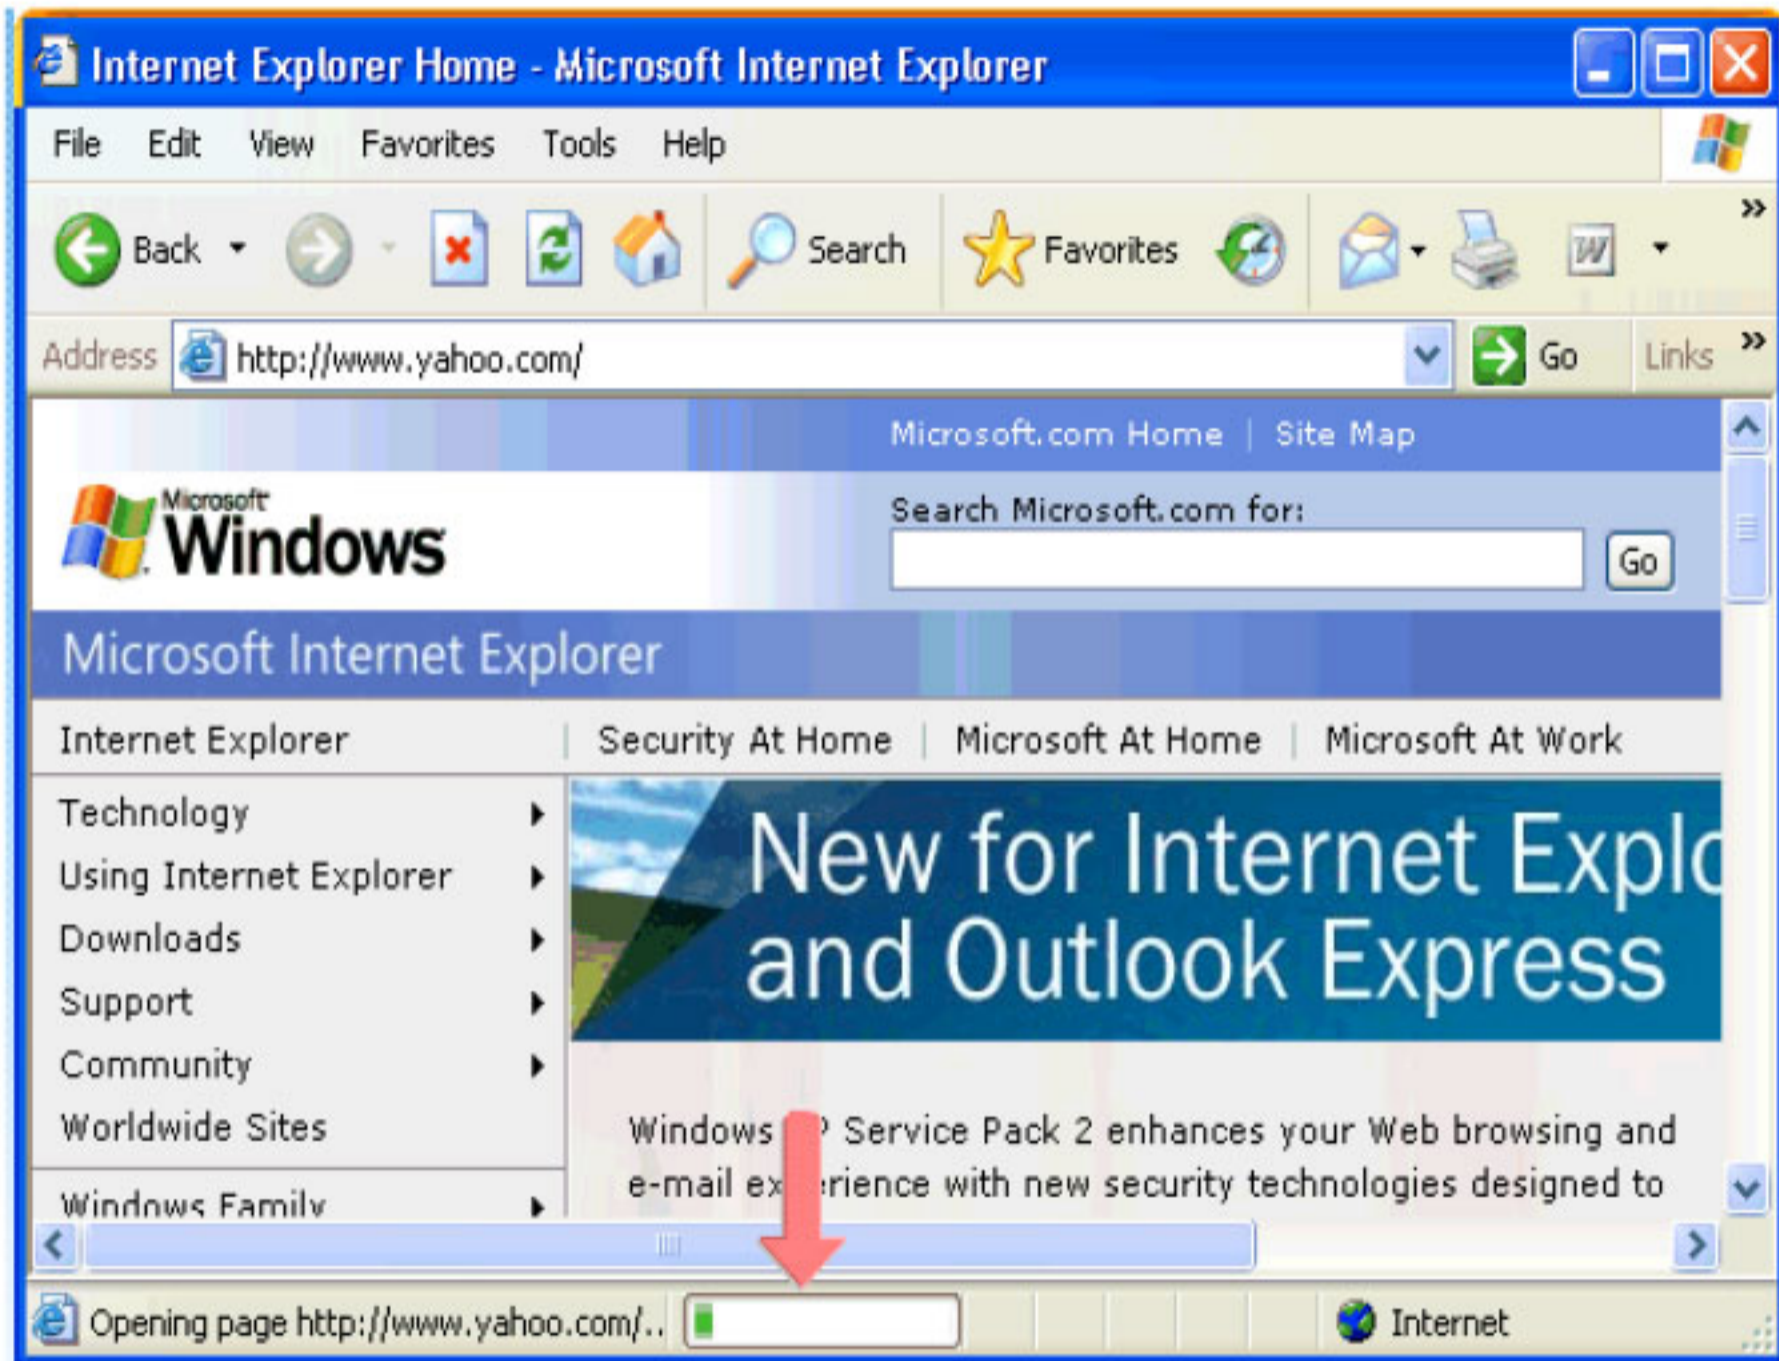 Internet Explorer Home - Microsoft Internet Explorer
File Edit View Favorites Tools Help
Back Search Favorites W
Address http://www.yahoo.com/ Go Links
Microsoft.com Home | Site Map
Microsoft
Windows
Search Microsoft.com for:
Go
Microsoft Internet Explorer
Internet Explorer | Security At Home | Microsoft At Home | Microsoft At Work
Technology
Using Internet Explorer
Downloads
Support
Community
Worldwide Sites
Windows Family
New for Internet Explo
and Outlook Express
Windows P Service Pack 2 enhances your Web browsing and
e-mail ex erience with new security technologies designed to
Opening page http://www.yahoo.com/.. Internet